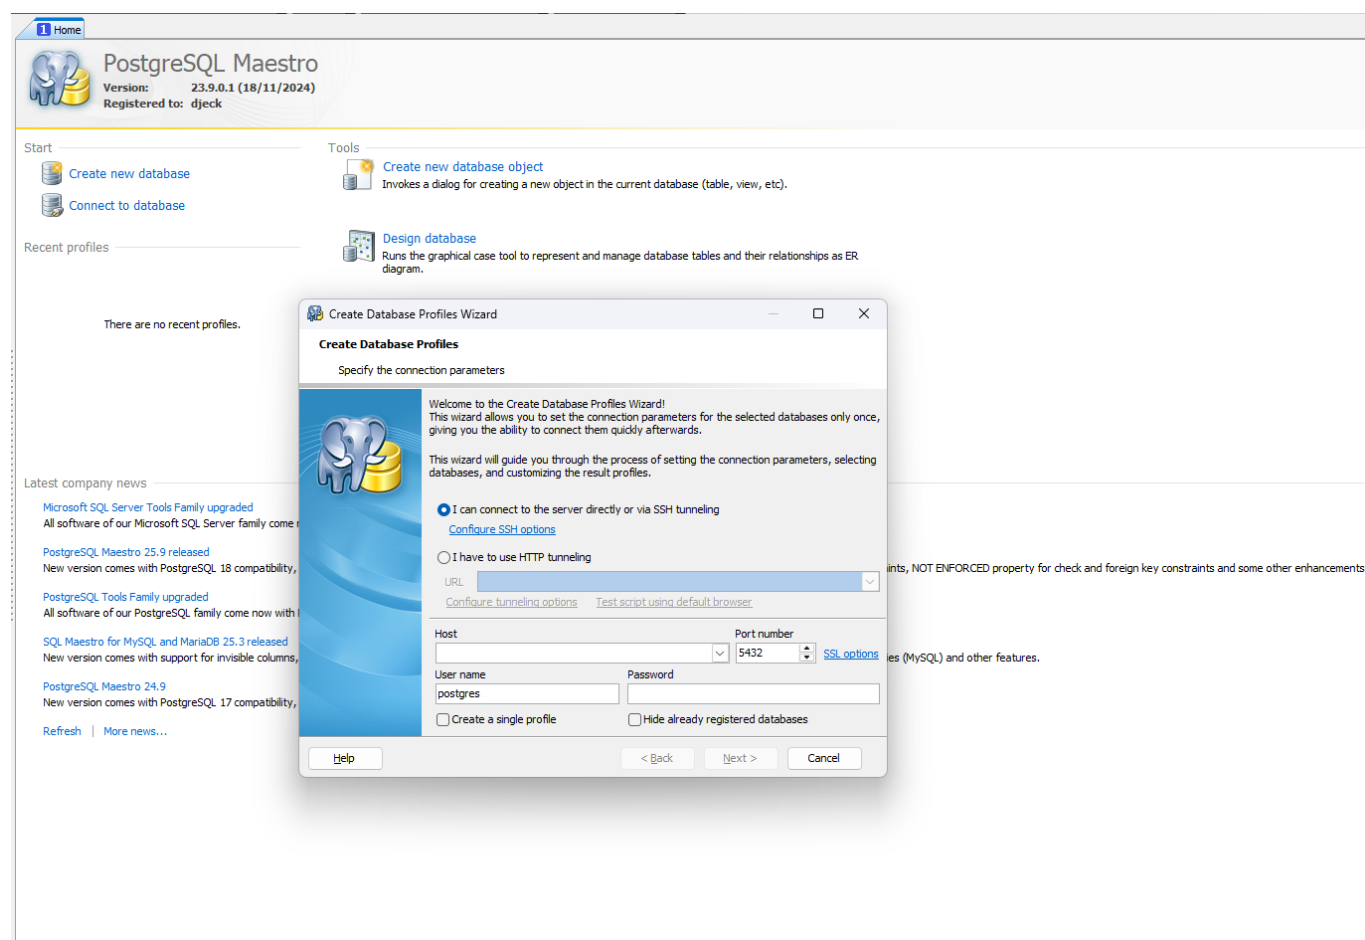 1 Home
PostgreSQL Maestro
Version: 23.9.0.1 (18/11/2024)
Registered to: djeck
Start
Create new database
Connect to database
Recent profiles
There are no recent profiles.
Tools
Create new database object
Invokes a dialog for creating a new object in the current database (table, view, etc).
Design database
Runs the graphical case tool to represent and manage database tables and their relationships as ER
diagram.
Latest company news
Microsoft SQL Server Tools Family upgraded
All software of our Microsoft SQL Server family come
PostgreSQL Maestro 25.9 released
New version comes with PostgreSQL 18 compatibility, ints, NOT ENFORCED property for check and foreign key constraints and some other enhancements
PostgreSQL Tools Family upgraded
All software of our PostgreSQL family come now with
SQL Maestro for MySQL and MariaDB 25.3 released
New version comes with support for invisible columns, ies (MySQL) and other features.
PostgreSQL Maestro 24.9
New version comes with PostgreSQL 17 compatibility,
Refresh | More news...
Create Database Profiles Wizard
Create Database Profiles
Specify the connection parameters
Welcome to the Create Database Profiles Wizard!
This wizard allows you to set the connection parameters for the selected databases only once,
giving you the ability to connect them quickly afterwards.
This wizard will guide you through the process of setting the connection parameters, selecting
databases, and customizing the result profiles.
I can connect to the server directly or via SSH tunneling
Configure SSH options
I have to use HTTP tunneling
URL
Configure tunneling options Test script using default browser
Host Port number
5432 SSL options
User name Password
postgres
Create a single profile Hide already registered databases
Help < Back Next > Cancel